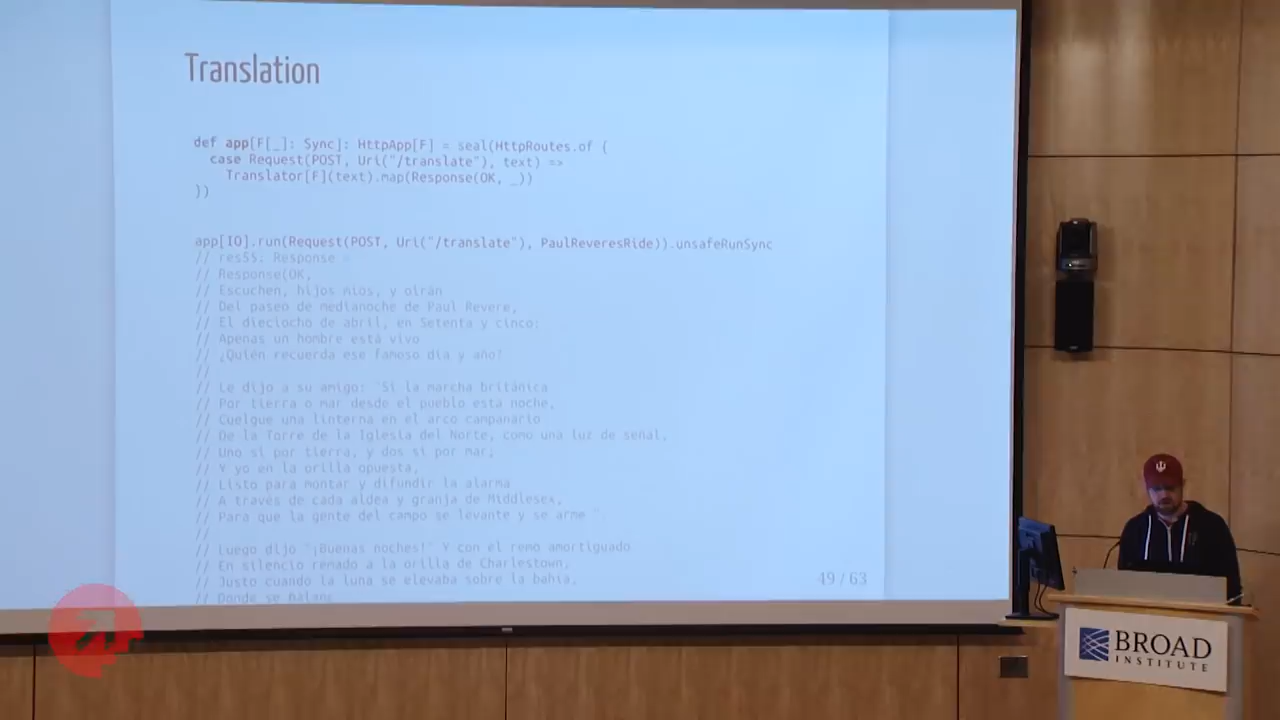 Translation
def app[F[_]: Sync]: HttpApp[F] = seal(HttpRoutes.of {
case Request(POST, Uri("/translate"), text) =>
Translator[F](text).map(Response(OK, _))
})
app[IO].run(Request(POST, Uri("/translate"), PaulReveresRide)).unsafeRunSync
// res55: Response =
// Response(OK,
// Escuchen, hijos míos, y oirán
// Del paseo de medianoche de Paul Revere,
// El dieciocho de abril, en Setenta y cinco:
// Apenas un hombre está vivo
// ¿Quién recuerda ese famoso día y año?
//
// Le dijo a su amigo: "Si la marcha británica
// Por tierra o mar desde el pueblo esta noche,
// Cuelgue una linterna en el arco campanario
// De la Torre de la Iglesia del Norte, como una luz de señal,
// Uno si por tierra, y dos si por mar;
// Y yo en la orilla opuesta,
// Listo para montar y difundir la alarma
// A través de cada aldea y granja de Middlesex,
// Para que la gente del campo se levante y se arme ".
//
// Luego dijo "¡Buenas noches!" Y con el remo amortiguado
// En silencio remado a la orilla de Charlestown,
// Justo cuando la luna se elevaba sobre la bahía,
// Donde se
49 / 63
BROAD
INSTITUTE